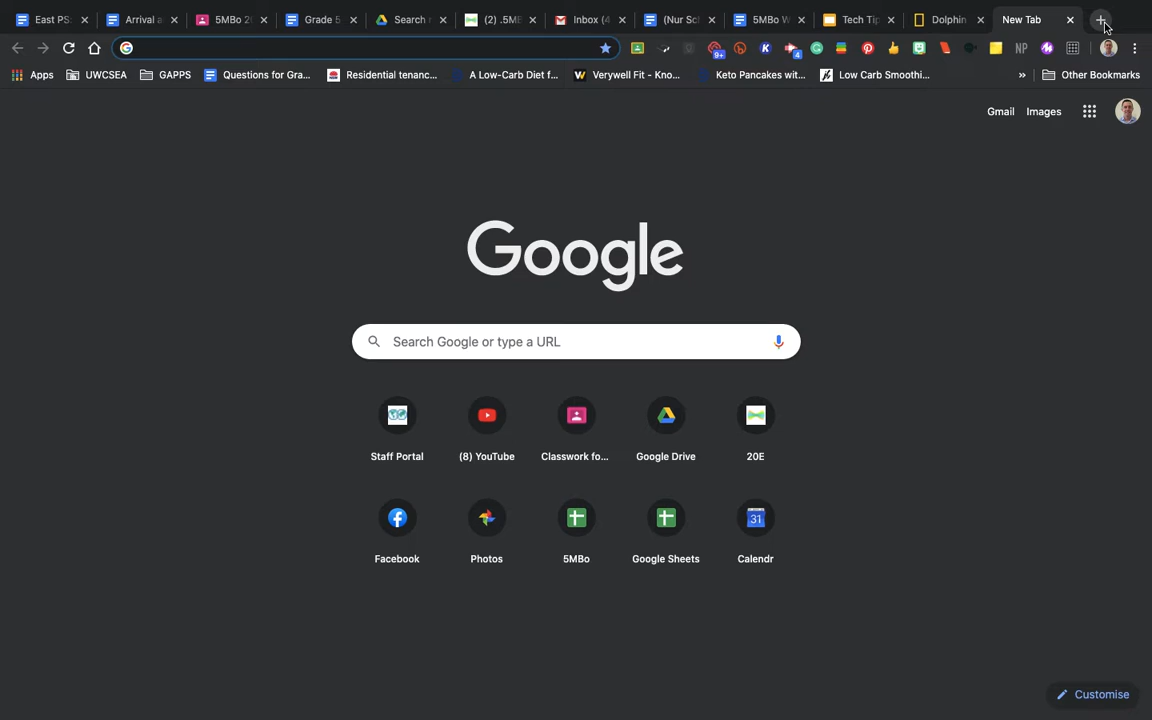 East PS: Arrival a 5MBo 20 Grade 5 Search r (2) .5ME Inbox (4 (Nur Sc 5MBo W Tech Tip Dolphin New Tab
Apps UWCSEA GAPPS Questions for Gra... Residential tenanc... A Low-Carb Diet f... Verywell Fit - Kno... Keto Pancakes wit... Low Carb Smoothi... » Other Bookmarks
Gmail Images
Google
Search Google or type a URL
Staff Portal (8) YouTube Classwork fo... Google Drive 20E
Facebook Photos 5MBo Google Sheets Calendr
Customise